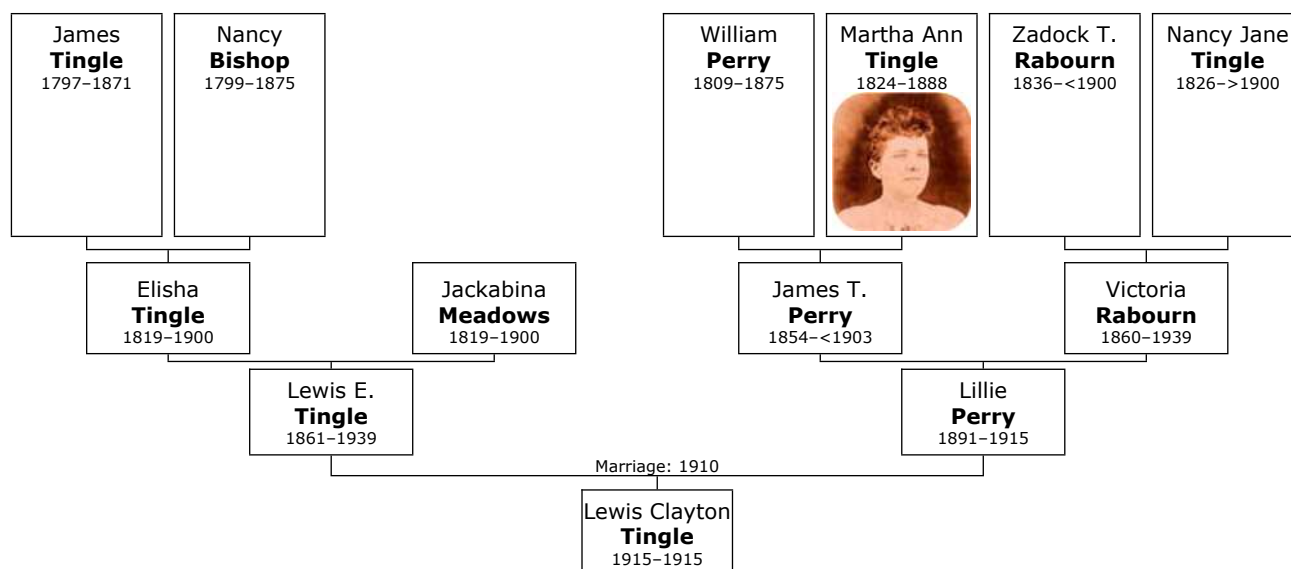 James
Tingle
1797–1871
Nancy
Bishop
1799–1875
William
Perry
1809–1875
Martha Ann
Tingle
1824–1888
Zadock T.
Rabourn
1836–<1900
Nancy Jane
Tingle
1826–>1900
Elisha
Tingle
1819–1900
Jackabina
Meadows
1819–1900
James T.
Perry
1854–<1903
Victoria
Rabourn
1860–1939
Lewis E.
Tingle
1861–1939
Lillie
Perry
1891–1915
Marriage: 1910
Lewis Clayton
Tingle
1915–1915